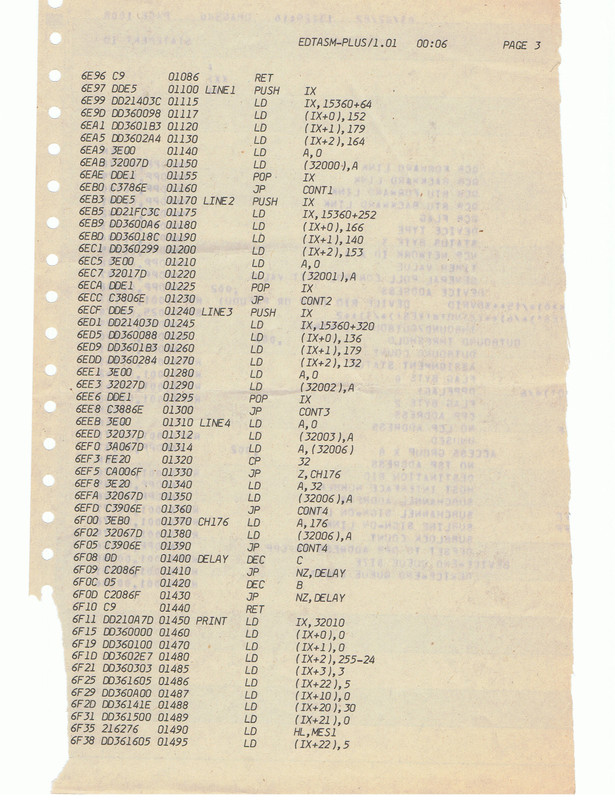 EDTASM-PLUS/1.01 00:06 PAGE 3
6E96 C9 01086 RET
6E97 DDE5 01100 LINE1 PUSH IX
6E99 DD21403C 01115 LD IX,15360+64
6E9D DD360098 01117 LD (IX+0),152
6EA1 DD3601B3 01120 LD (IX+1),179
6EA5 DD3602A4 01130 LD (IX+2),164
6EA9 3E00 01140 LD A,0
6EAB 32007D 01150 LD (32000),A
6EAE DDE1 01155 POP IX
6EB0 C3786E 01160 JP CONT1
6EB3 DDE5 01170 LINE2 PUSH IX
6EB5 DD21FC3C 01175 LD IX,15360+252
6EB9 DD3600A6 01180 LD (IX+0),166
6EBD DD36018C 01190 LD (IX+1),140
6EC1 DD360299 01200 LD (IX+2),153
6EC5 3E00 01210 LD A,0
6EC7 32017D 01220 LD (32001),A
6ECA DDE1 01225 POP IX
6ECC C3806E 01230 JP CONT2
6ECF DDE5 01240 LINE3 PUSH IX
6ED1 DD21403D 01245 LD IX,15360+320
6ED5 DD360088 01250 LD (IX+0),136
6ED9 DD3601B3 01260 LD (IX+1),179
6EDD DD360284 01270 LD (IX+2),132
6EE1 3E00 01280 LD A,0
6EE3 32027D 01290 LD (32002),A
6EE6 DDE1 01295 POP IX
6EE8 C3886E 01300 JP CONT3
6EEB 3E00 01310 LINE4 LD A,0
6EED 32037D 01312 LD (32003),A
6EF0 3A067D 01314 LD A,(32006)
6EF3 FE20 01320 CP 32
6EF5 CA006F 01330 JP Z,CH176
6EF8 3E20 01340 LD A,32
6EFA 32067D 01350 LD (32006),A
6EFD C3906E 01360 JP CONT4
6F00 3EB0 01370 CH176 LD A,176
6F02 32067D 01380 LD (32006),A
6F05 C3906E 01390 JP CONT4
6F08 0D 01400 DELAY DEC C
6F09 C2086F 01410 JP NZ,DELAY
6F0C 05 01420 DEC B
6F0D C2086F 01430 JP NZ,DELAY
6F10 C9 01440 RET
6F11 DD210A7D 01450 PRINT LD IX,32010
6F15 DD360000 01460 LD (IX+0),0
6F19 DD360100 01470 LD (IX+1),0
6F1D DD3602E7 01480 LD (IX+2),255-24
6F21 DD360303 01485 LD (IX+3),3
6F25 DD361605 01486 LD (IX+22),5
6F29 DD360A00 01487 LD (IX+10),0
6F2D DD36141E 01488 LD (IX+20),30
6F31 DD361500 01489 LD (IX+21),0
6F35 216276 01490 LD HL,MES1
6F38 DD361605 01495 LD (IX+22),5